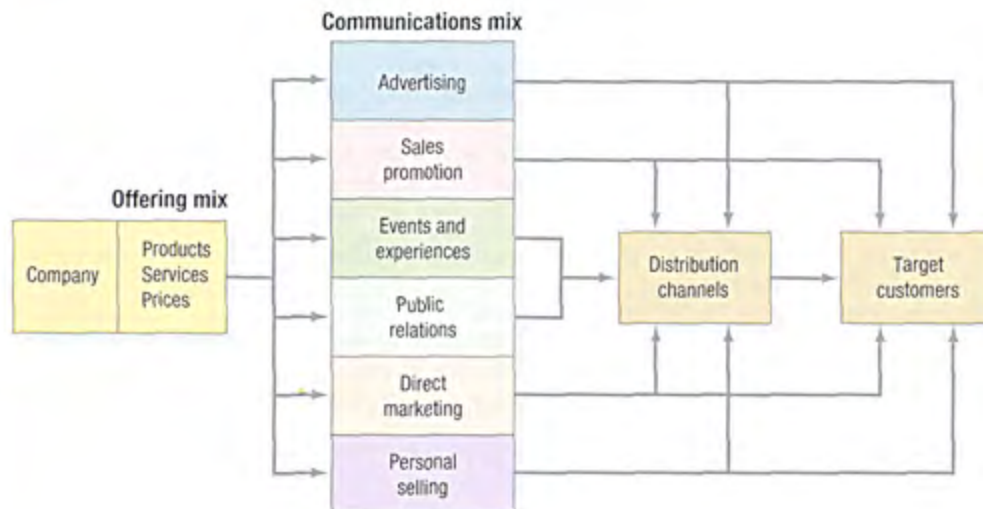 Communications mix
Advertising
Sales
promotion
Offering mix
Company
Products
Services
Prices
Events and
experiences
Public
relations
Direct
marketing
Personal
selling
Distribution
channels
Target
customers